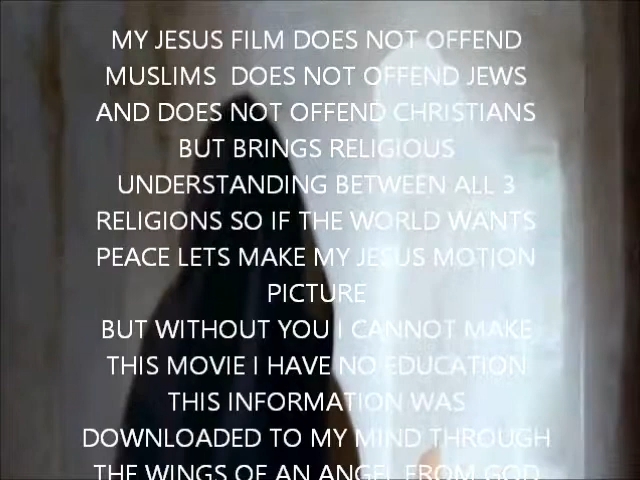 MY JESUS FILM DOES NOT OFFEND
MUSLIMS DOES NOT OFFEND JEWS
AND DOES NOT OFFEND CHRISTIANS
BUT BRINGS RELIGIOUS
UNDERSTANDING BETWEEN ALL 3
RELIGIONS SO IF THE WORLD WANTS
PEACE LETS MAKE MY JESUS MOTION
PICTURE
BUT WITHOUT YOU I CANNOT MAKE
THIS MOVIE I HAVE NO EDUCATION
THIS INFORMATION WAS
DOWNLOADED TO MY MIND THROUGH
THE WINGS OF AN ANGEL FROM GOD